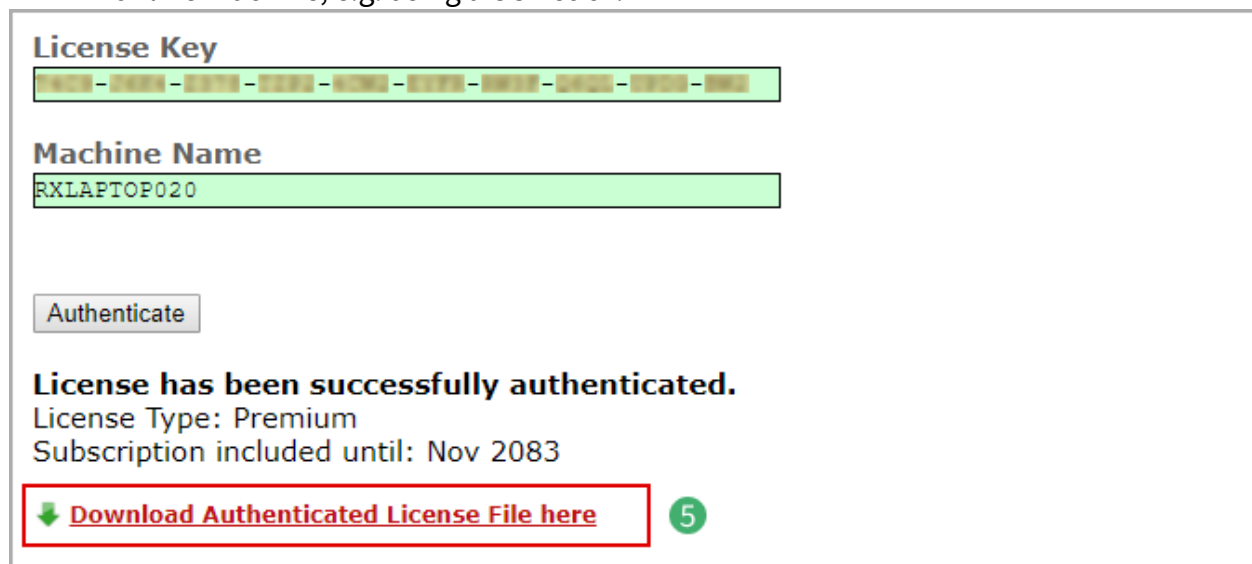 License Key
Machine Name
RXLAPTOP020
Authenticate
License has been successfully authenticated.
License Type: Premium
Subscription included until: Nov 2083
Download Authenticated License File here
5